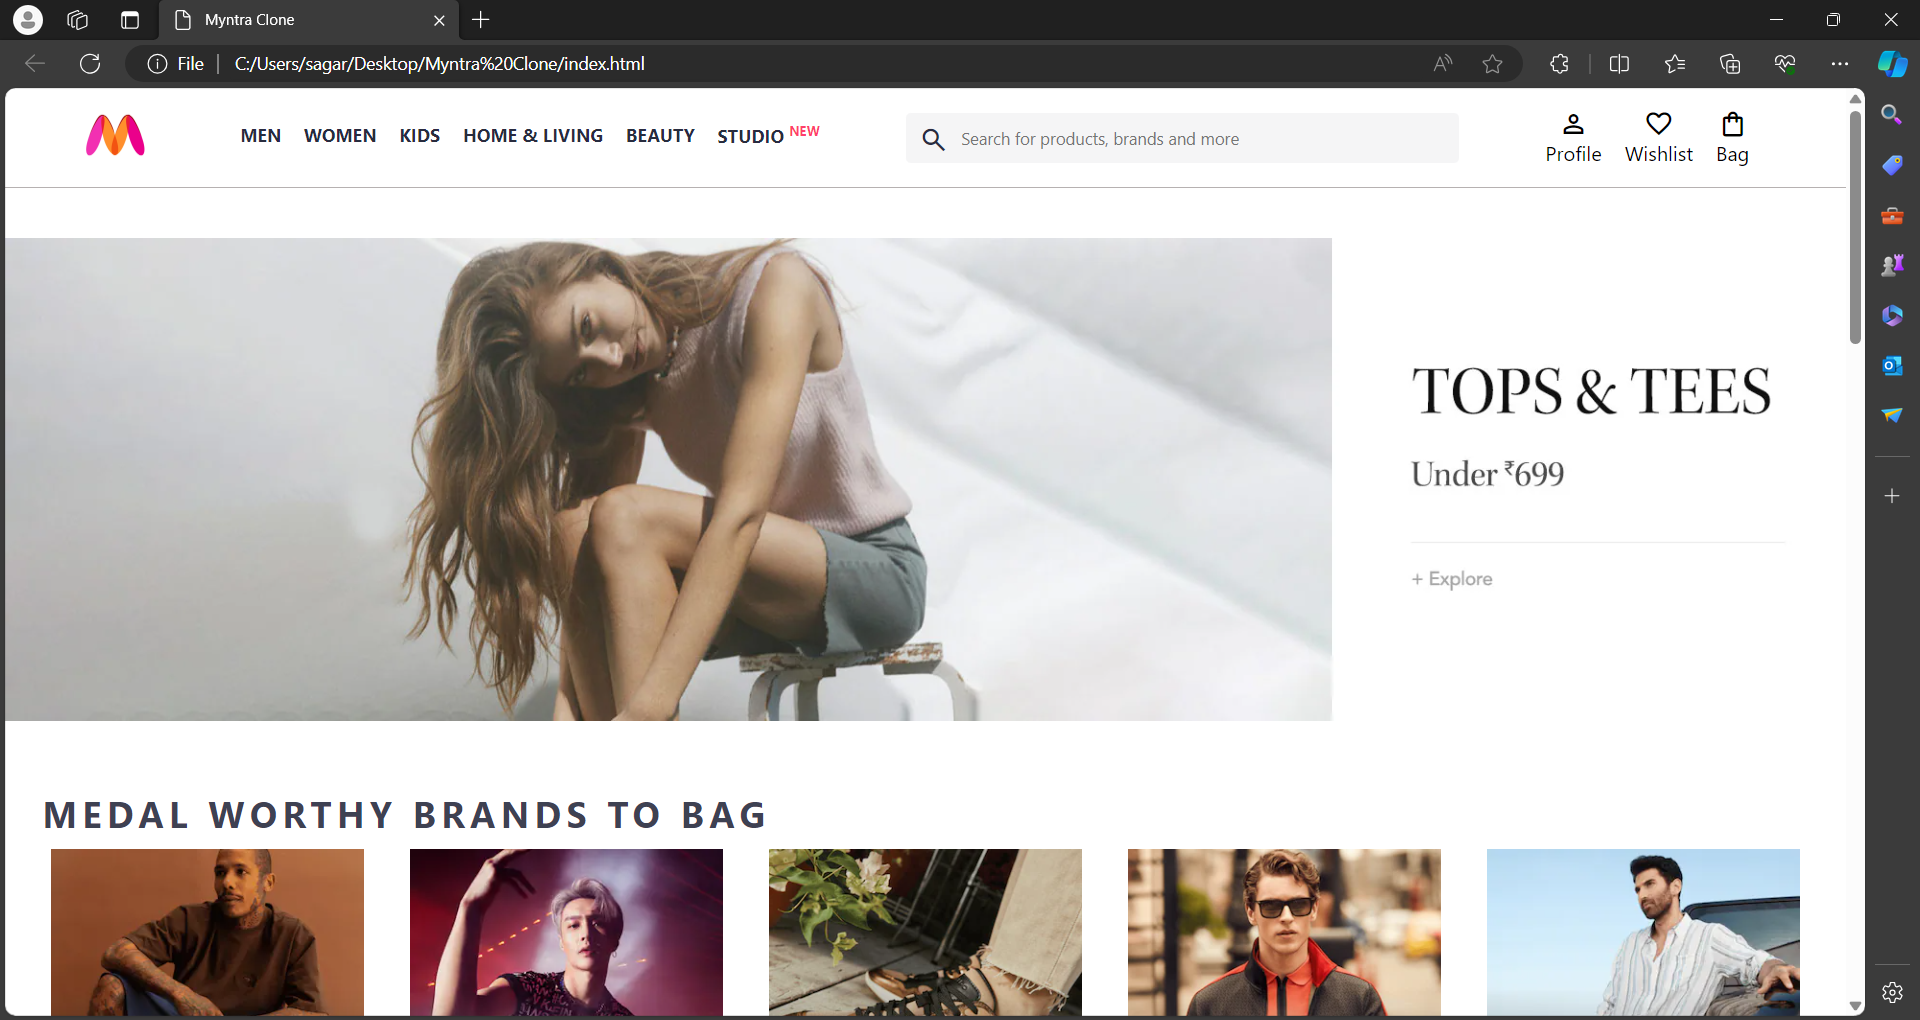 Myntra Clone
File
C:/Users/sagar/Desktop/Myntra%20Clone/index.html
MEN WOMEN KIDS HOME & LIVING BEAUTY STUDIO NEW
Search for products, brands and more
Profile Wishlist Bag
TOPS & TEES
Under ₹699
+ Explore
MEDAL WORTHY BRANDS TO BAG